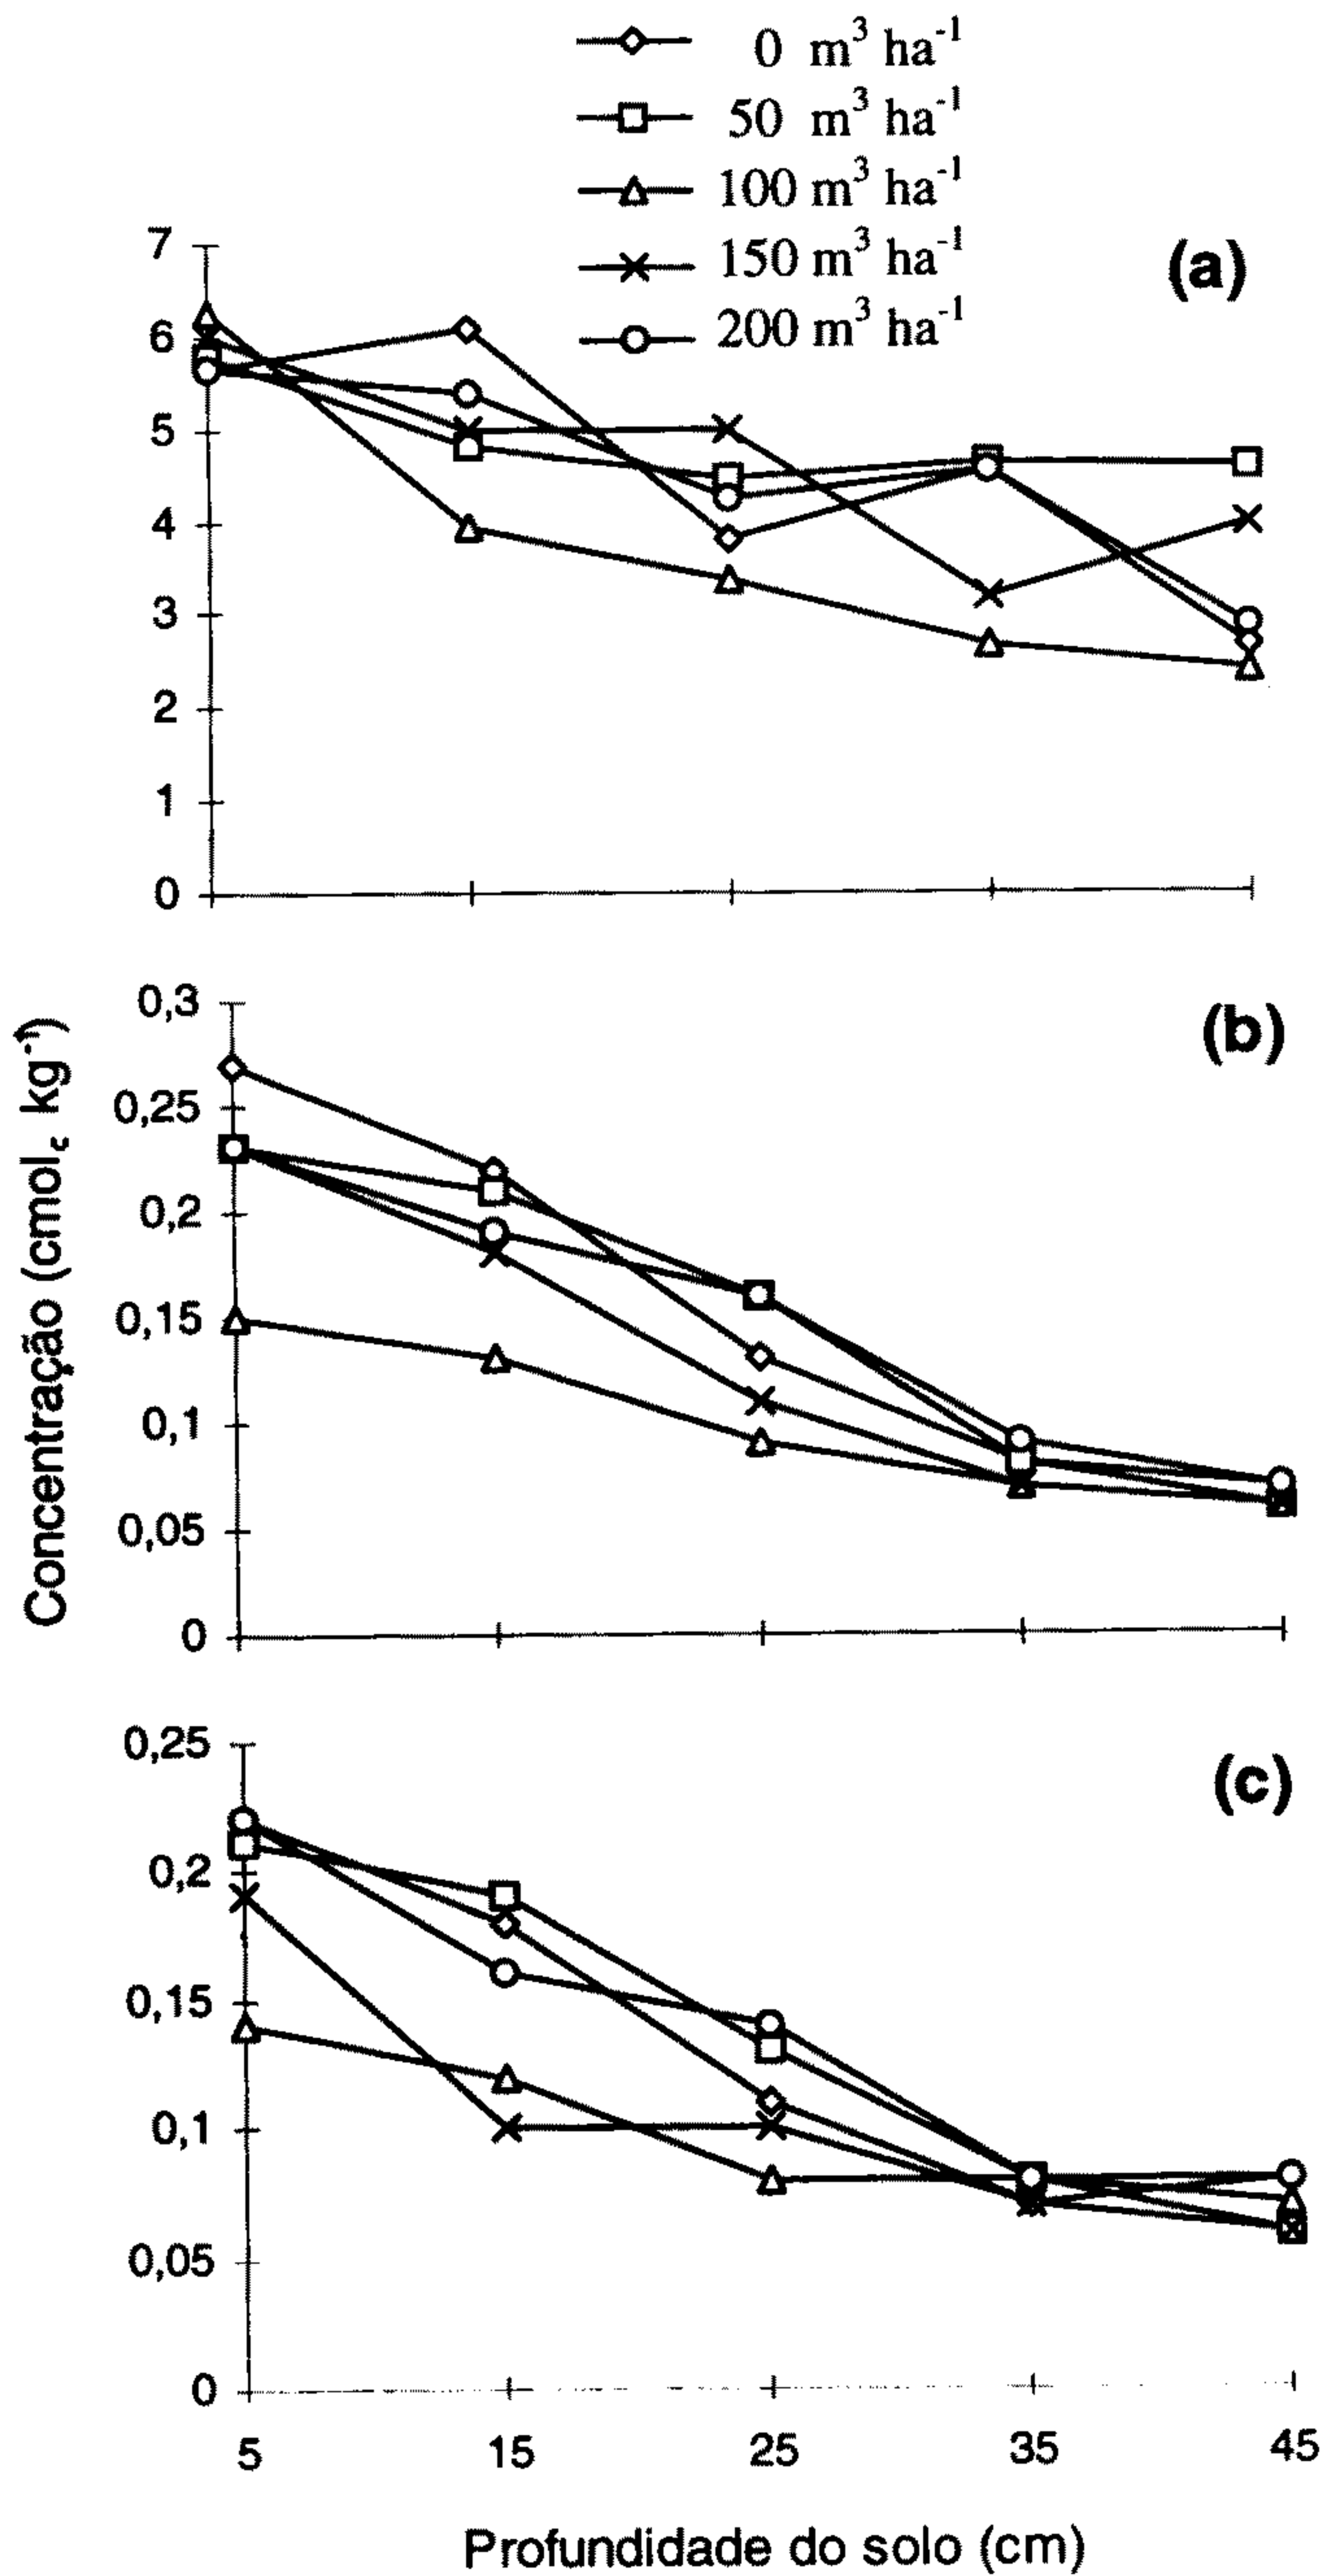 0 m³ ha⁻¹
50 m³ ha⁻¹
100 m³ ha⁻¹
150 m³ ha⁻¹
200 m³ ha⁻¹
(a)
7
6
5
4
3
2
1
0
Concentração (cmol꜀ kg⁻¹)
(b)
0,3
0,25
0,2
0,15
0,1
0,05
0
(c)
0,25
0,2
0,15
0,1
0,05
0
5 15 25 35 45
Profundidade do solo (cm)